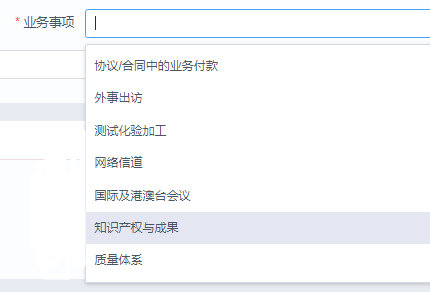 * 业务事项
协议/合同中的业务付款
外事出访
测试化验加工
网络信道
国际及港澳台会议
知识产权与成果
质量体系